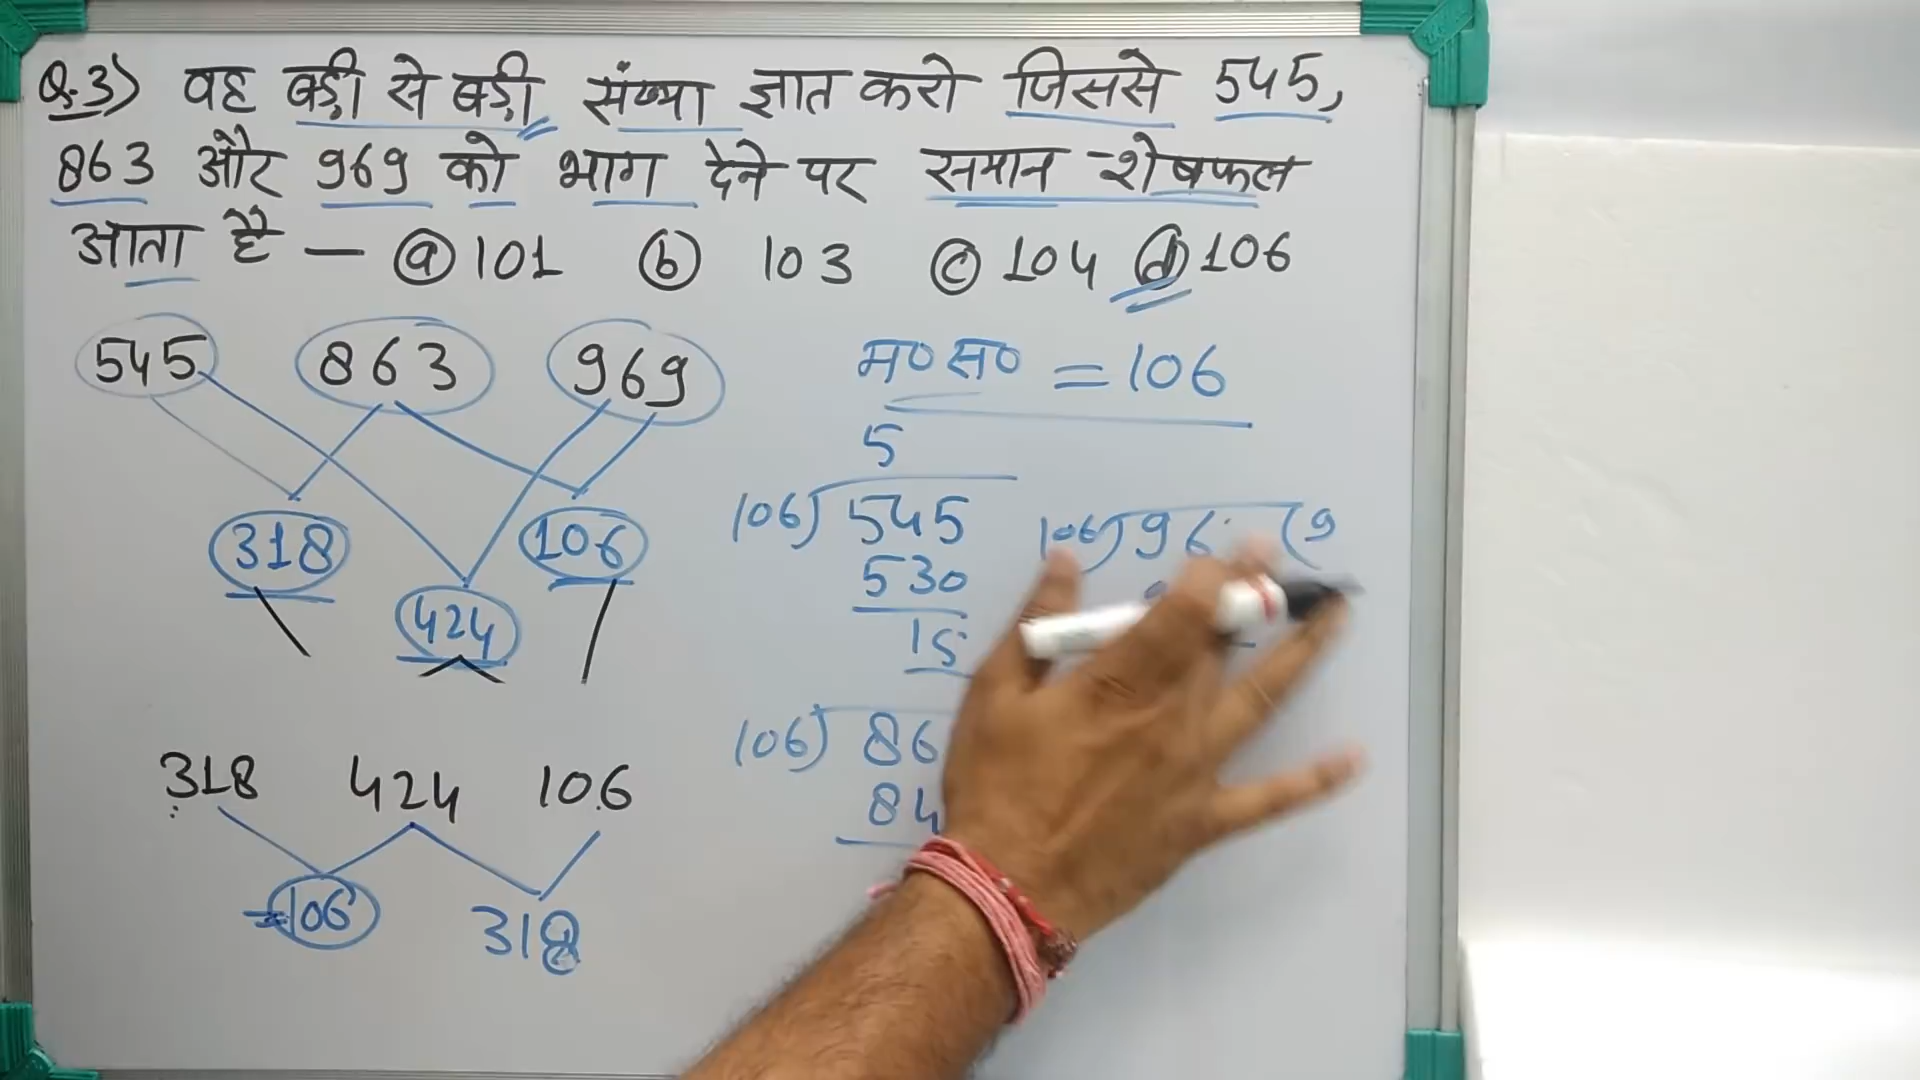 Q.3) वह बड़ी से बड़ी संख्या ज्ञात करो जिससे 545,
863 और 969 को भाग देने पर समान शेषफल
आता है — ⓐ 101 ⓑ 103 ⓒ 104 ⓓ 106
545 863 969
म० स० = 106
318 106
424
5
106) 545
530
15
106) 96 (9
106) 86
84
318 424 106
=106 318